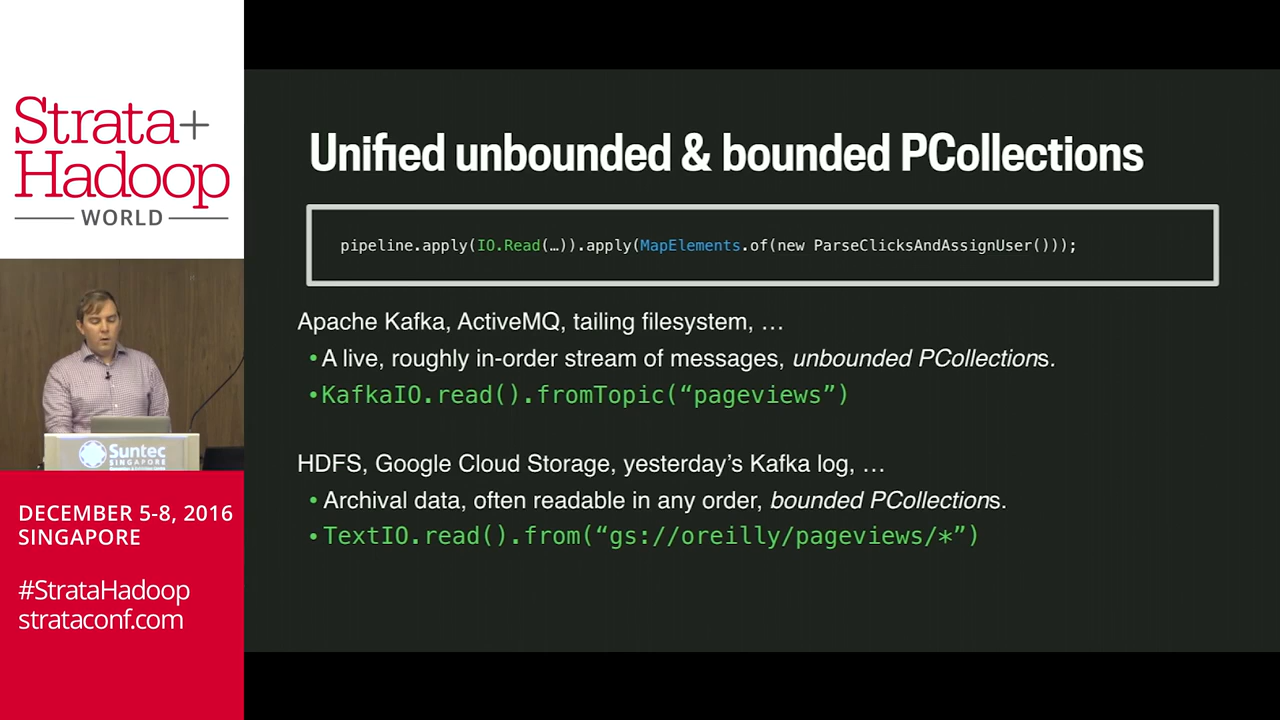 Strata+
Hadoop
WORLD
Suntec
SINGAPORE
DECEMBER 5-8, 2016
SINGAPORE
#StrataHadoop
strataconf.com
Unified unbounded & bounded PCollections
pipeline.apply(IO.Read(…)).apply(MapElements.of(new ParseClicksAndAssignUser()));
Apache Kafka, ActiveMQ, tailing filesystem, …
• A live, roughly in-order stream of messages, unbounded PCollections.
• KafkaIO.read().fromTopic(“pageviews”)
HDFS, Google Cloud Storage, yesterday’s Kafka log, …
• Archival data, often readable in any order, bounded PCollections.
• TextIO.read().from(“gs://oreilly/pageviews/*”)